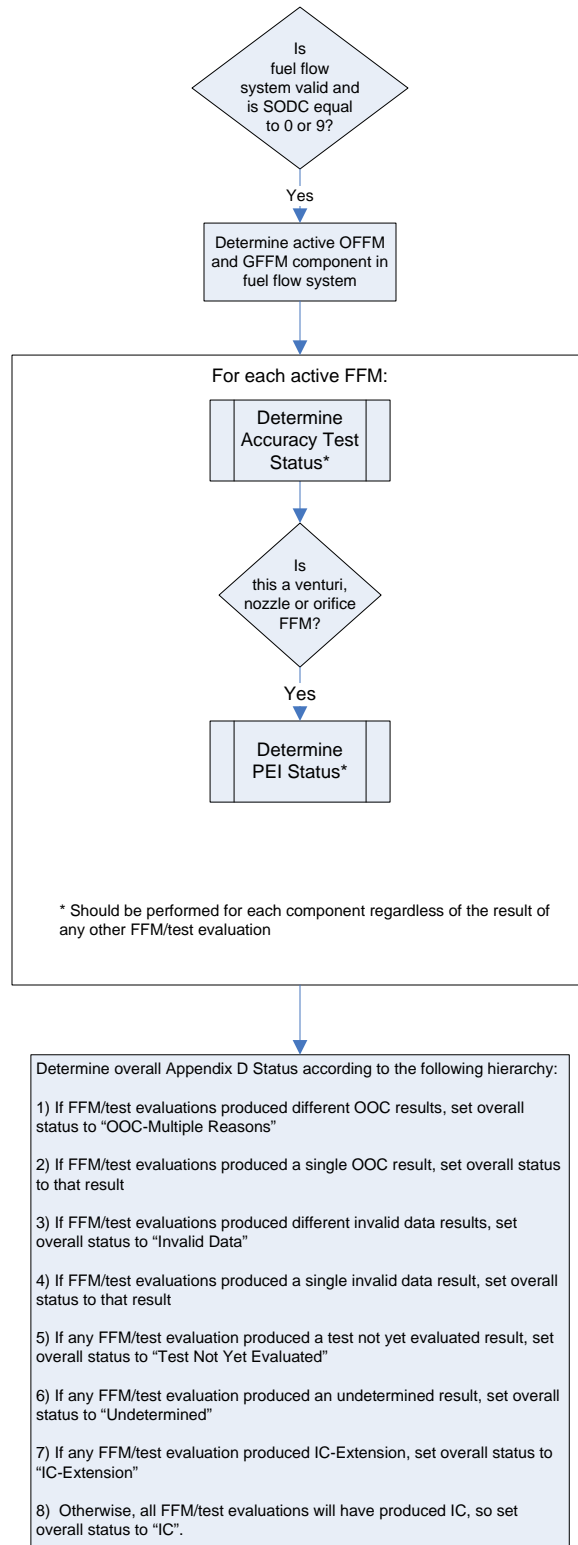 Is
fuel flow
system valid and
is SODC equal
to 0 or 9?
Yes
Determine active OFFM
and GFFM component in
fuel flow system
For each active FFM:
Determine
Accuracy Test
Status*
Is
this a venturi,
nozzle or orifice
FFM?
Yes
Determine
PEI Status*
* Should be performed for each component regardless of the result of
any other FFM/test evaluation
Determine overall Appendix D Status according to the following hierarchy:
1) If FFM/test evaluations produced different OOC results, set overall
status to “OOC-Multiple Reasons”
2) If FFM/test evaluations produced a single OOC result, set overall status
to that result
3) If FFM/test evaluations produced different invalid data results, set
overall status to “Invalid Data”
4) If FFM/test evaluations produced a single invalid data result, set overall
status to that result
5) If any FFM/test evaluation produced a test not yet evaluated result, set
overall status to “Test Not Yet Evaluated”
6) If any FFM/test evaluation produced an undetermined result, set overall
status to “Undetermined”
7) If any FFM/test evaluation produced IC-Extension, set overall status to
“IC-Extension”
8) Otherwise, all FFM/test evaluations will have produced IC, so set
overall status to “IC”.